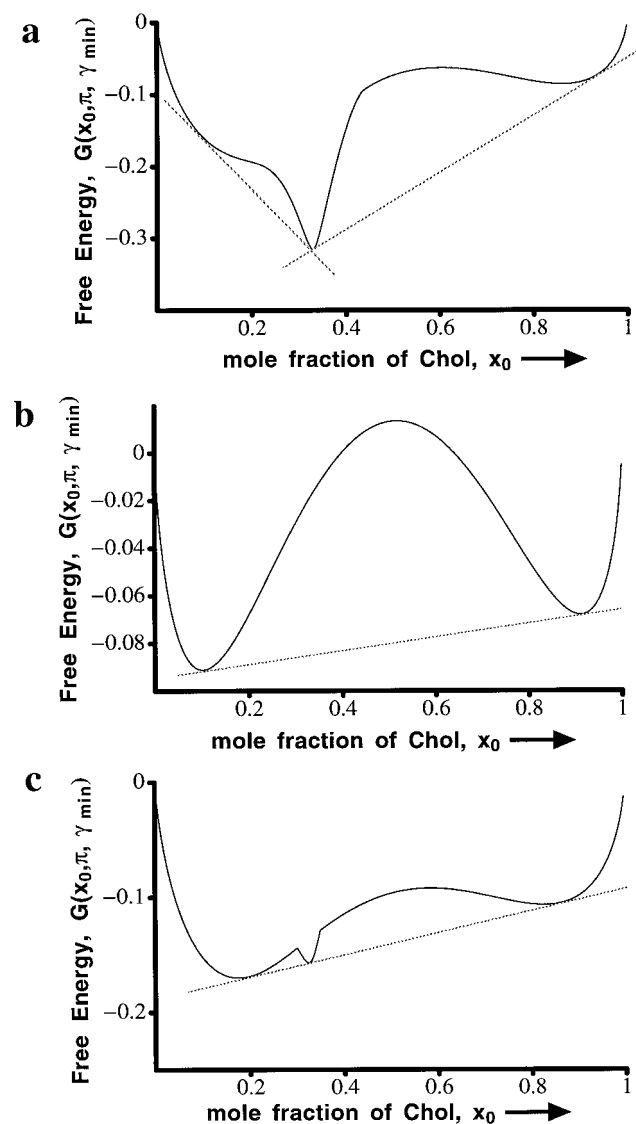 a
Free Energy, G(x0,π, γ min)
0
−0.1
−0.2
−0.3
0.2 0.4 0.6 0.8 1
mole fraction of Chol, x0
b
Free Energy, G(x0,π, γ min)
0
−0.02
−0.04
−0.06
−0.08
0.2 0.4 0.6 0.8 1
mole fraction of Chol, x0
c
Free Energy, G(x0,π, γ min)
0
−0.1
−0.2
0.2 0.4 0.6 0.8 1
mole fraction of Chol, x0